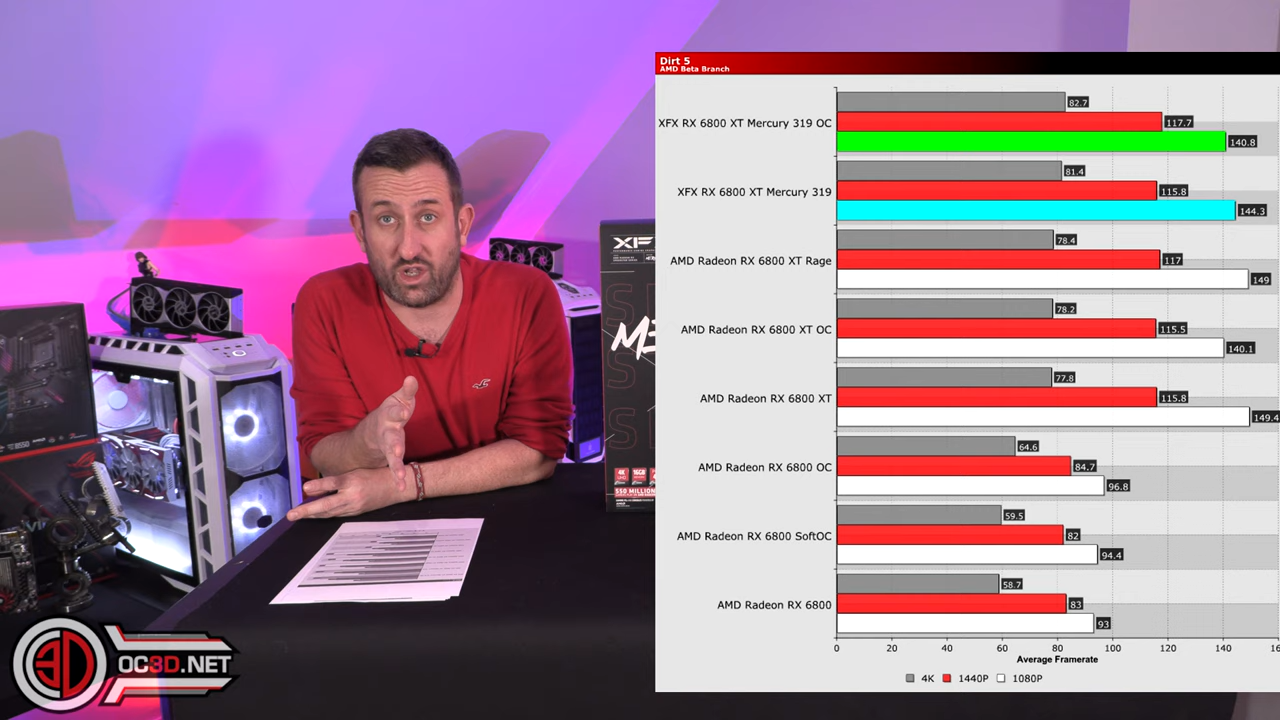 Dirt 5
AMD Beta Branch
XFX RX 6800 XT Mercury 319 OC
82.7
117.7
140.8
XFX RX 6800 XT Mercury 319
81.4
115.8
144.3
AMD Radeon RX 6800 XT Rage
78.4
117
149
AMD Radeon RX 6800 XT OC
78.2
115.5
140.1
AMD Radeon RX 6800 XT
77.8
115.8
149.4
AMD Radeon RX 6800 OC
64.6
84.7
96.8
AMD Radeon RX 6800 SoftOC
59.5
82
94.4
AMD Radeon RX 6800
58.7
83
93
0 20 40 60 80 100 120 140
Average Framerate
4K 1440P 1080P
XF
4K 16GB
550 MILLION
OC3D.NET